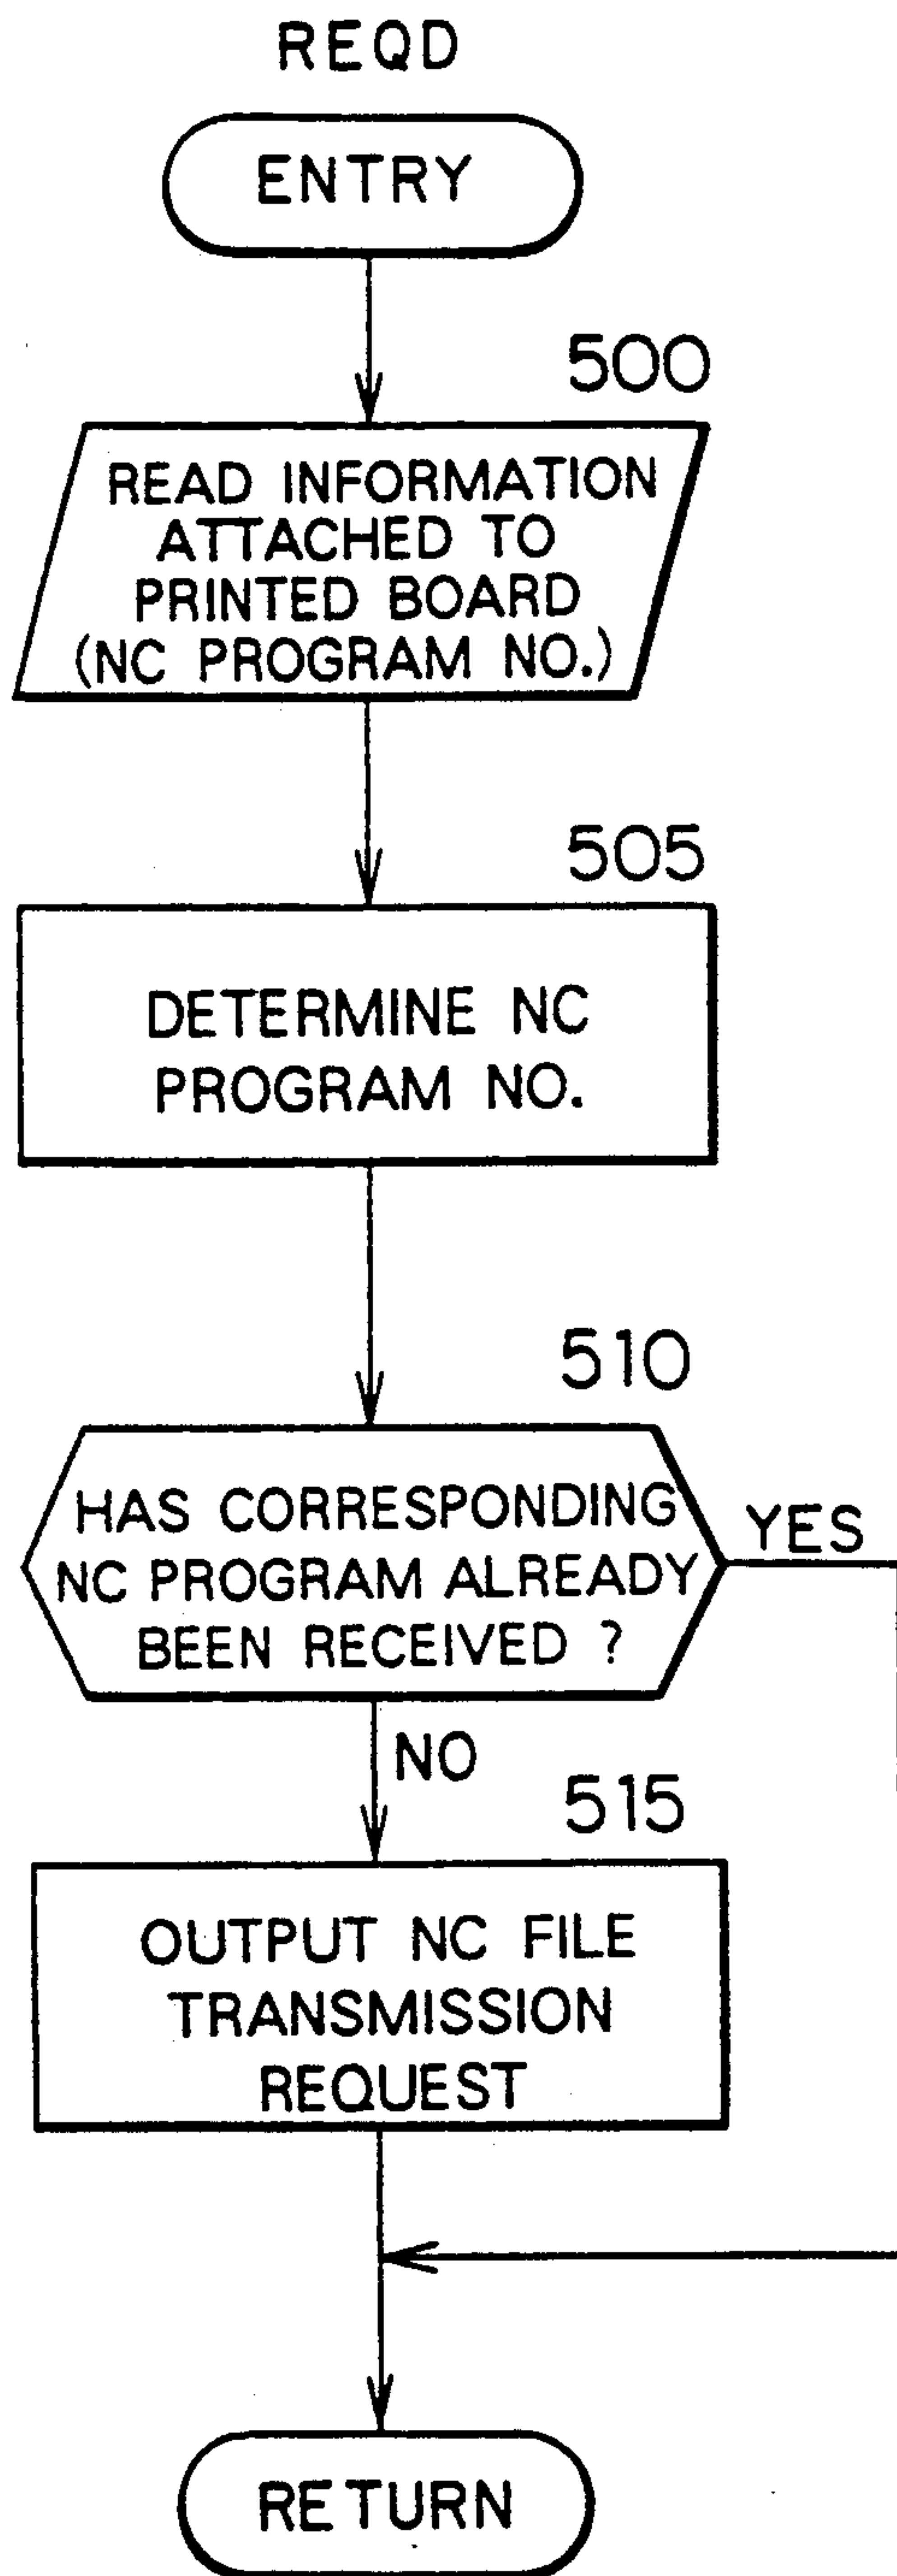 REQD
ENTRY
500
READ INFORMATION
ATTACHED TO
PRINTED BOARD
(NC PROGRAM NO.)
505
DETERMINE NC
PROGRAM NO.
510
HAS CORRESPONDING
NC PROGRAM ALREADY
BEEN RECEIVED ?
YES
NO
515
OUTPUT NC FILE
TRANSMISSION
REQUEST
RETURN